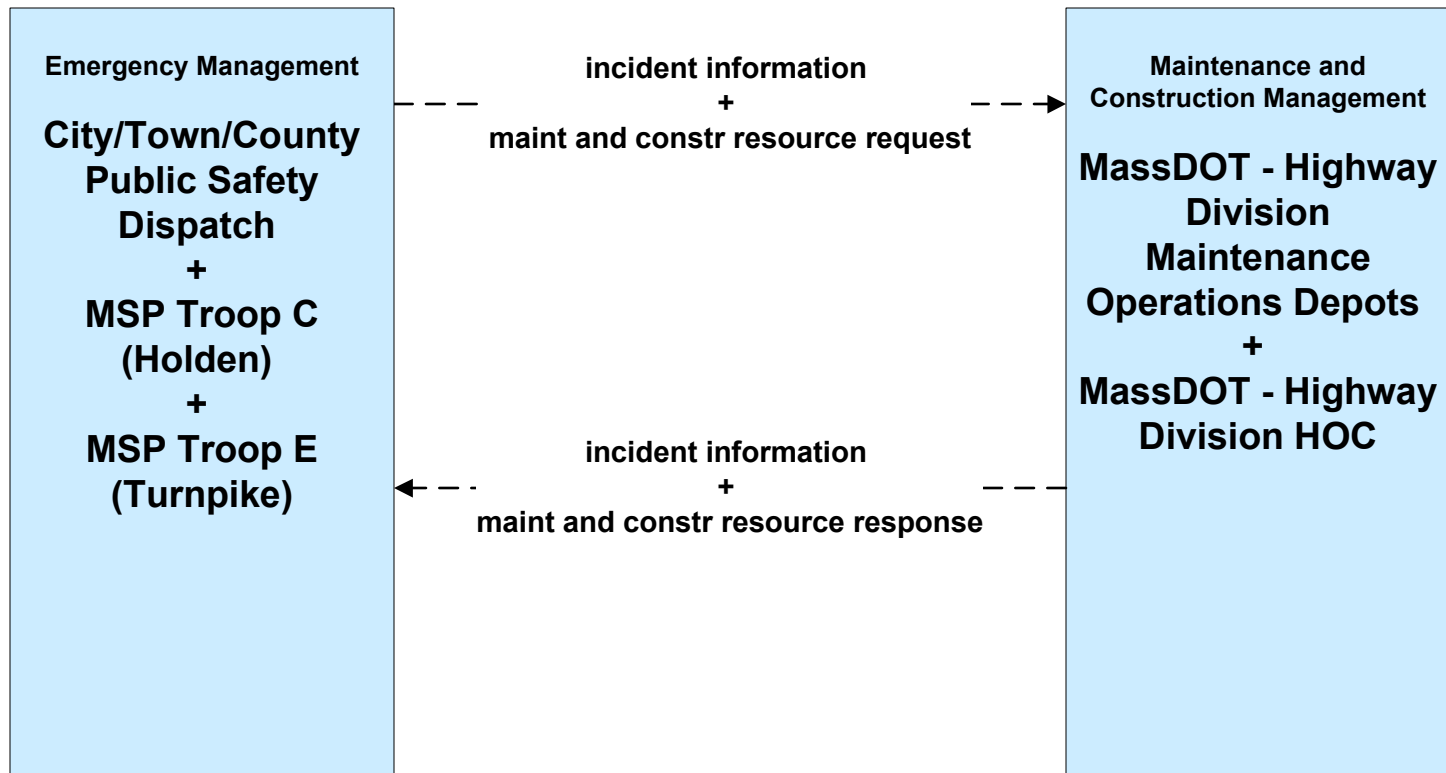 Emergency Management
City/Town/County
Public Safety
Dispatch
+
MSP Troop C
(Holden)
+
MSP Troop E
(Turnpike)
incident information
+
maint and constr resource request
incident information
+
maint and constr resource response
Maintenance and
Construction Management
MassDOT - Highway
Division
Maintenance
Operations Depots
+
MassDOT - Highway
Division HOC